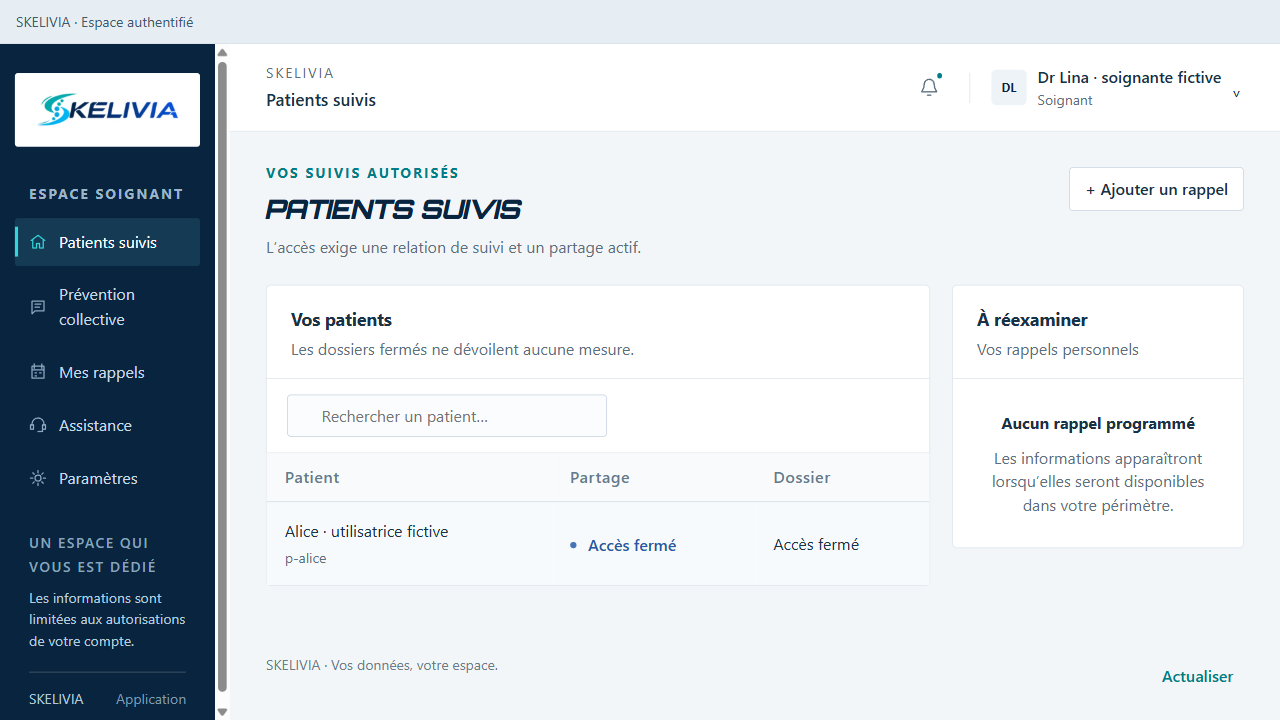 SKELIVIA · Espace authentifié
SKELIVIA
ESPACE SOIGNANT
Patients suivis
Prévention
collective
Mes rappels
Assistance
Paramètres
UN ESPACE QUI
VOUS EST DÉDIÉ
Les informations sont
limitées aux autorisations
de votre compte.
SKELIVIA Application
SKELIVIA
Patients suivis
DL
Dr Lina · soignante fictive
Soignant
v
VOS SUIVIS AUTORISÉS
PATIENTS SUIVIS
L'accès exige une relation de suivi et un partage actif.
+ Ajouter un rappel
Vos patients
Les dossiers fermés ne dévoilent aucune mesure.
Rechercher un patient...
Patient Partage Dossier
Alice · utilisatrice fictive
p-alice
Accès fermé
Accès fermé
À réexaminer
Vos rappels personnels
Aucun rappel programmé
Les informations apparaîtront
lorsqu'elles seront disponibles
dans votre périmètre.
SKELIVIA · Vos données, votre espace.
Actualiser